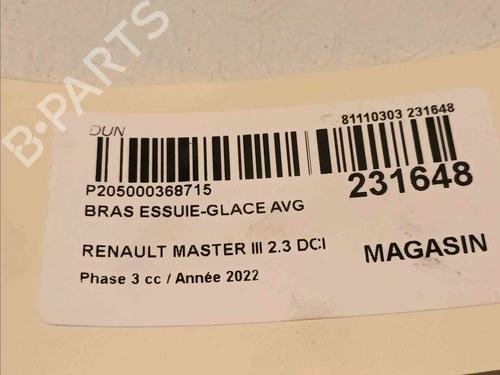 B-PARTS
DUN
81110303 231648
P205000368715
231648
BRAS ESSUIE-GLACE AVG
RENAULT MASTER III 2.3 DCI
MAGASIN
Phase 3 cc / Année 2022